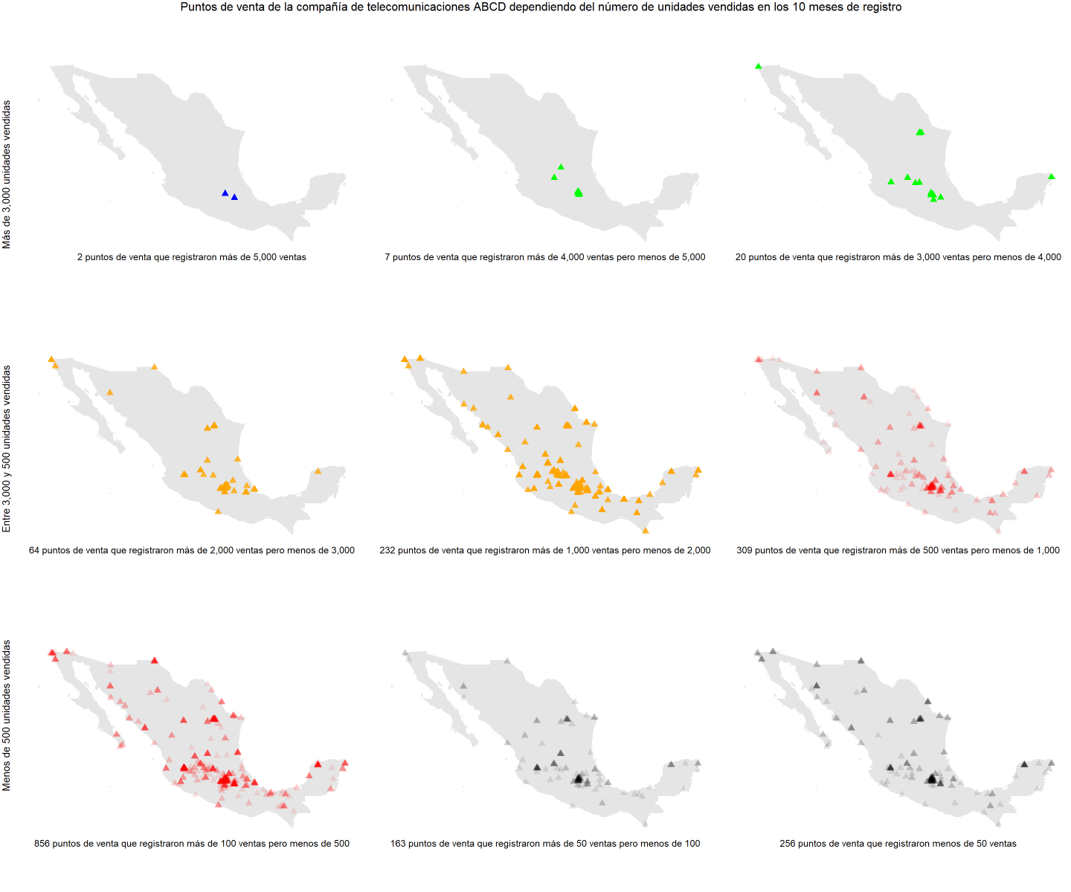 Puntos de venta de la compañía de telecomunicaciones ABCD dependiendo del número de unidades vendidas en los 10 meses de registro
Más de 3,000 unidades vendidas
2 puntos de venta que registraron más de 5,000 ventas
7 puntos de venta que registraron más de 4,000 ventas pero menos de 5,000
20 puntos de venta que registraron más de 3,000 ventas pero menos de 4,000
Entre 3,000 y 500 unidades vendidas
64 puntos de venta que registraron más de 2,000 ventas pero menos de 3,000
232 puntos de venta que registraron más de 1,000 ventas pero menos de 2,000
309 puntos de venta que registraron más de 500 ventas pero menos de 1,000
Menos de 500 unidades vendidas
856 puntos de venta que registraron más de 100 ventas pero menos de 500
163 puntos de venta que registraron más de 50 ventas pero menos de 100
256 puntos de venta que registraron menos de 50 ventas